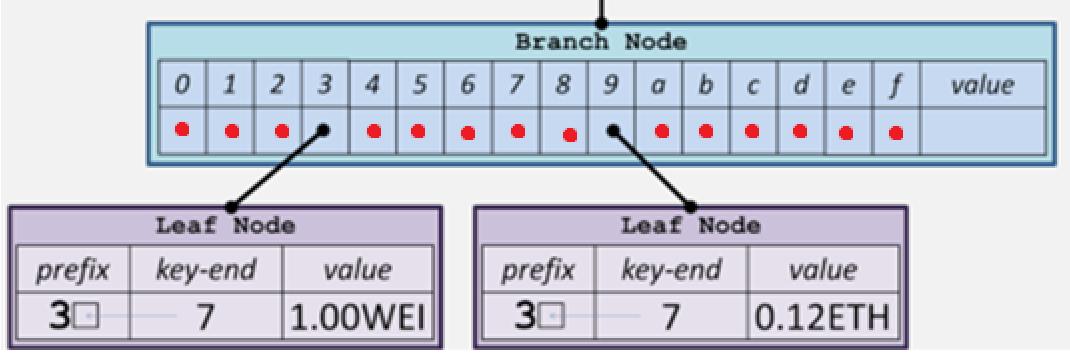 Branch Node
0 1 2 3 4 5 6 7 8 9 a b c d e f value
Leaf Node Leaf Node
prefix key-end value prefix key-end value
3□ 7 1.00WEI 3□ 7 0.12ETH